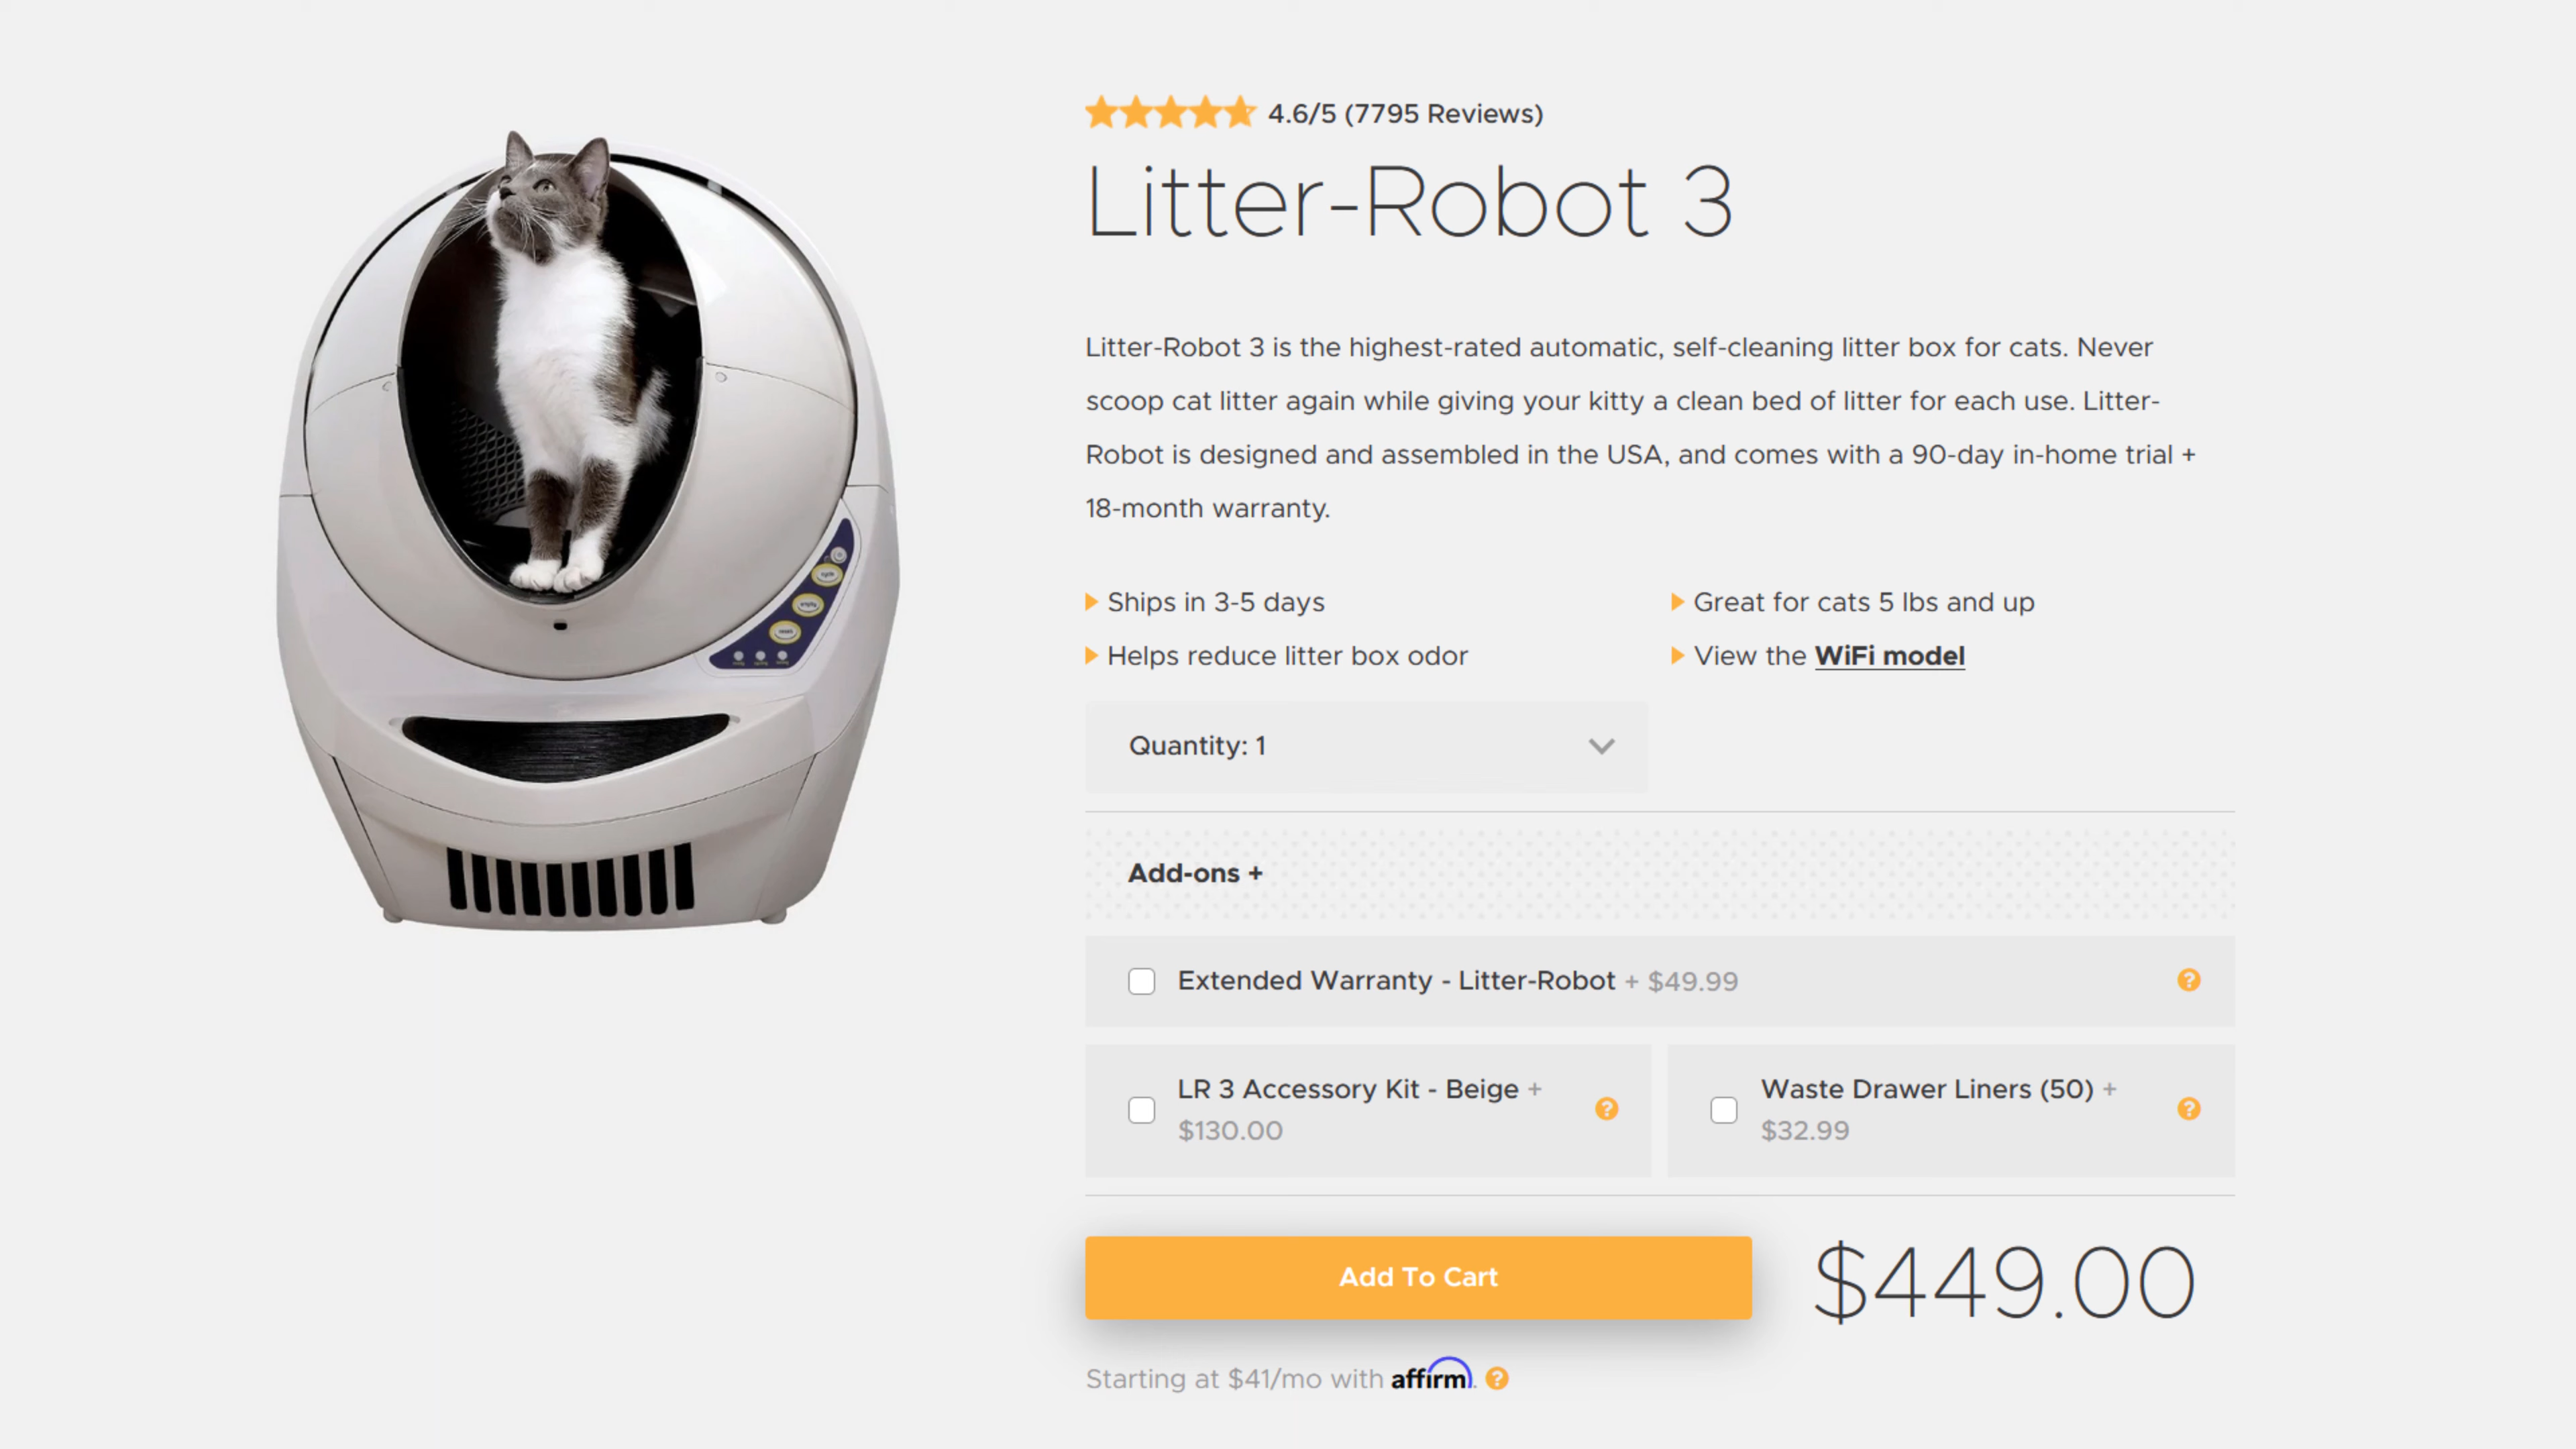 4.6/5 (7795 Reviews)
Litter-Robot 3
Litter-Robot 3 is the highest-rated automatic, self-cleaning litter box for cats. Never
scoop cat litter again while giving your kitty a clean bed of litter for each use. Litter-
Robot is designed and assembled in the USA, and comes with a 90-day in-home trial +
18-month warranty.
Ships in 3-5 days
Great for cats 5 lbs and up
Helps reduce litter box odor
View the WiFi model
Quantity: 1
Add-ons +
Extended Warranty - Litter-Robot + $49.99
?
LR 3 Accessory Kit - Beige +
$130.00
?
Waste Drawer Liners (50) +
$32.99
?
Add To Cart
$449.00
Starting at $41/mo with affirm. ?